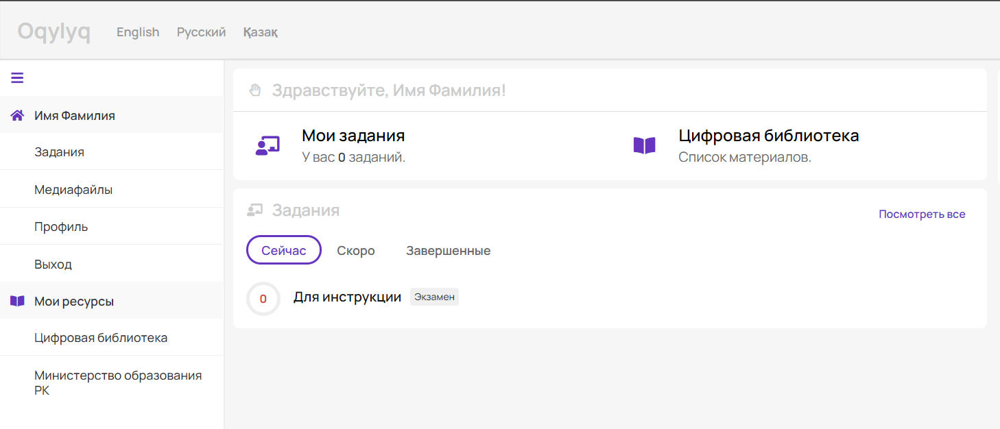 Oqylyq English Русский Қазақ
Имя Фамилия
Задания
Медиафайлы
Профиль
Выход
Мои ресурсы
Цифровая библиотека
Министерство образования
РК
Здравствуйте, Имя Фамилия!
Мои задания
У вас 0 заданий.
Цифровая библиотека
Список материалов.
Задания
Посмотреть все
Сейчас Скоро Завершенные
0 Для инструкции Экзамен